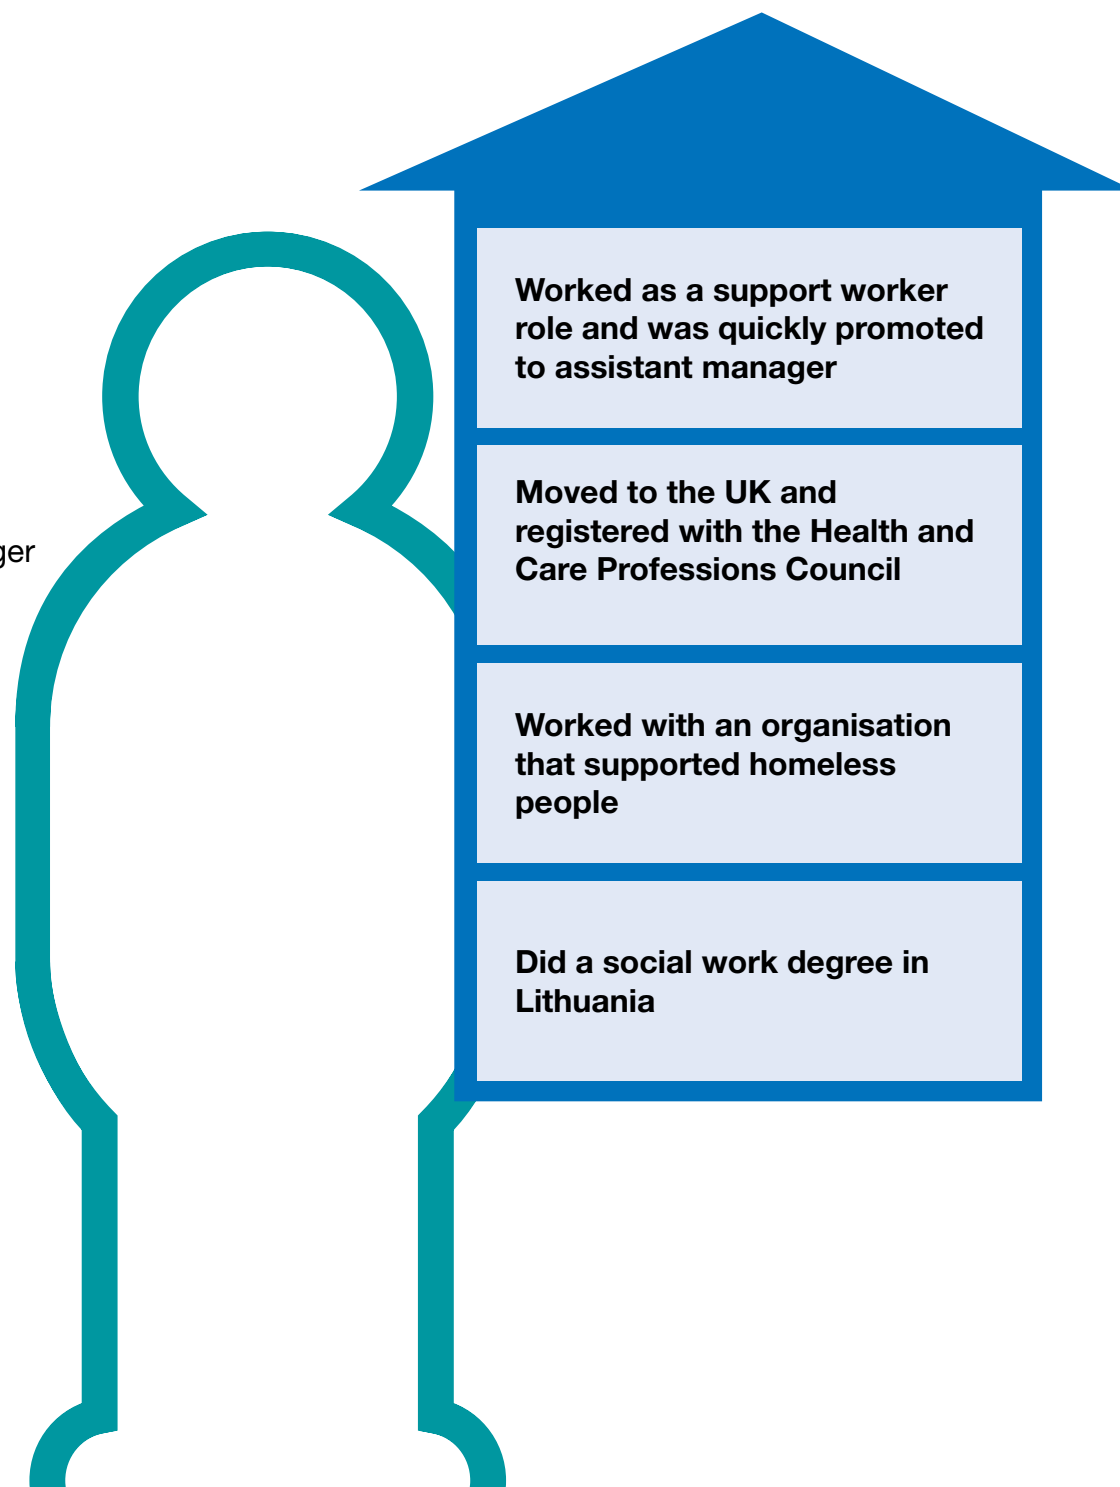 Worked as a support worker
role and was quickly promoted
to assistant manager
Moved to the UK and
registered with the Health and
Care Professions Council
ger
Worked with an organisation
that supported homeless
people
Did a social work degree in
Lithuania